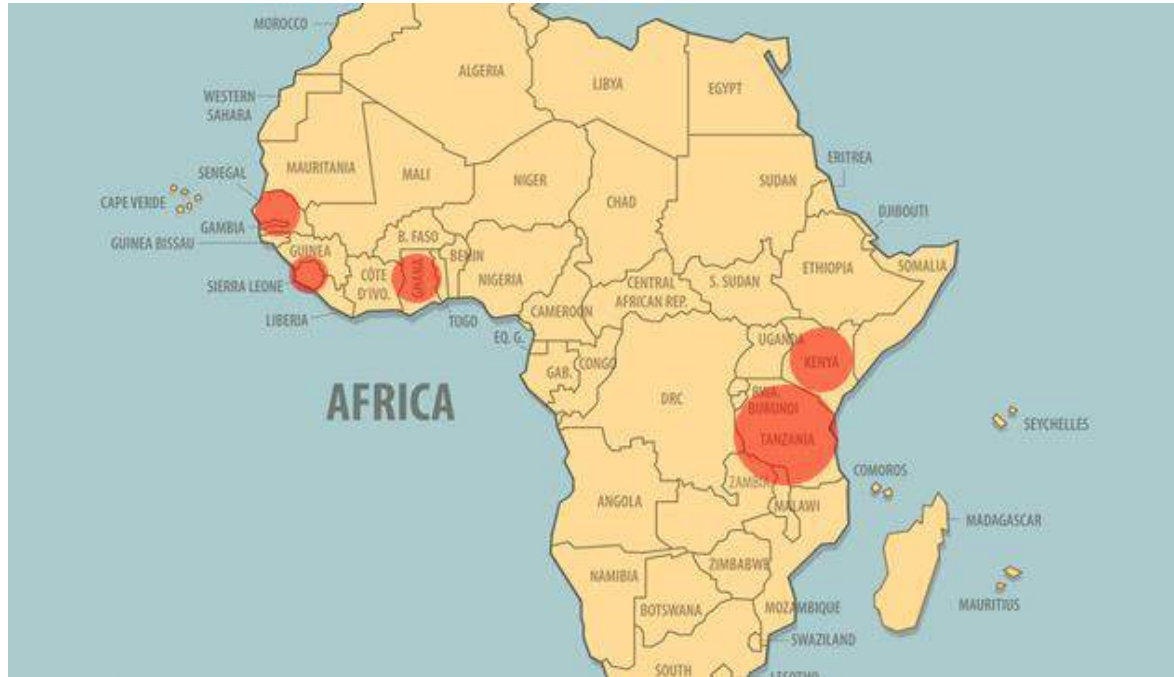 MOROCCO
ALGERIA
LIBYA
EGYPT
WESTERN
SAHARA
MAURITANIA
MALI
NIGER
CHAD
SUDAN
ERITREA
SENEGAL
CAPE VERDE
DJIBOUTI
GAMBIA
GUINEA BISSAU
GUINEA
B. FASO
BENIN
NIGERIA
CÔTE
D'IVO.
GHANA
SIERRA LEONE
LIBERIA
TOGO
CENTRAL
AFRICAN REP.
S. SUDAN
ETHIOPIA
SOMALIA
CAMEROON
EQ. G.
GAB.
CONGO
UGANDA
KENYA
AFRICA
DRC
RWA.
BURUNDI
TANZANIA
SEYCHELLES
COMOROS
ZAMBIA
MALAWI
ANGOLA
MADAGASCAR
NAMIBIA
ZIMBABWE
BOTSWANA
MOZAMBIQUE
MAURITIUS
SWAZILAND
SOUTH
LESOTHO